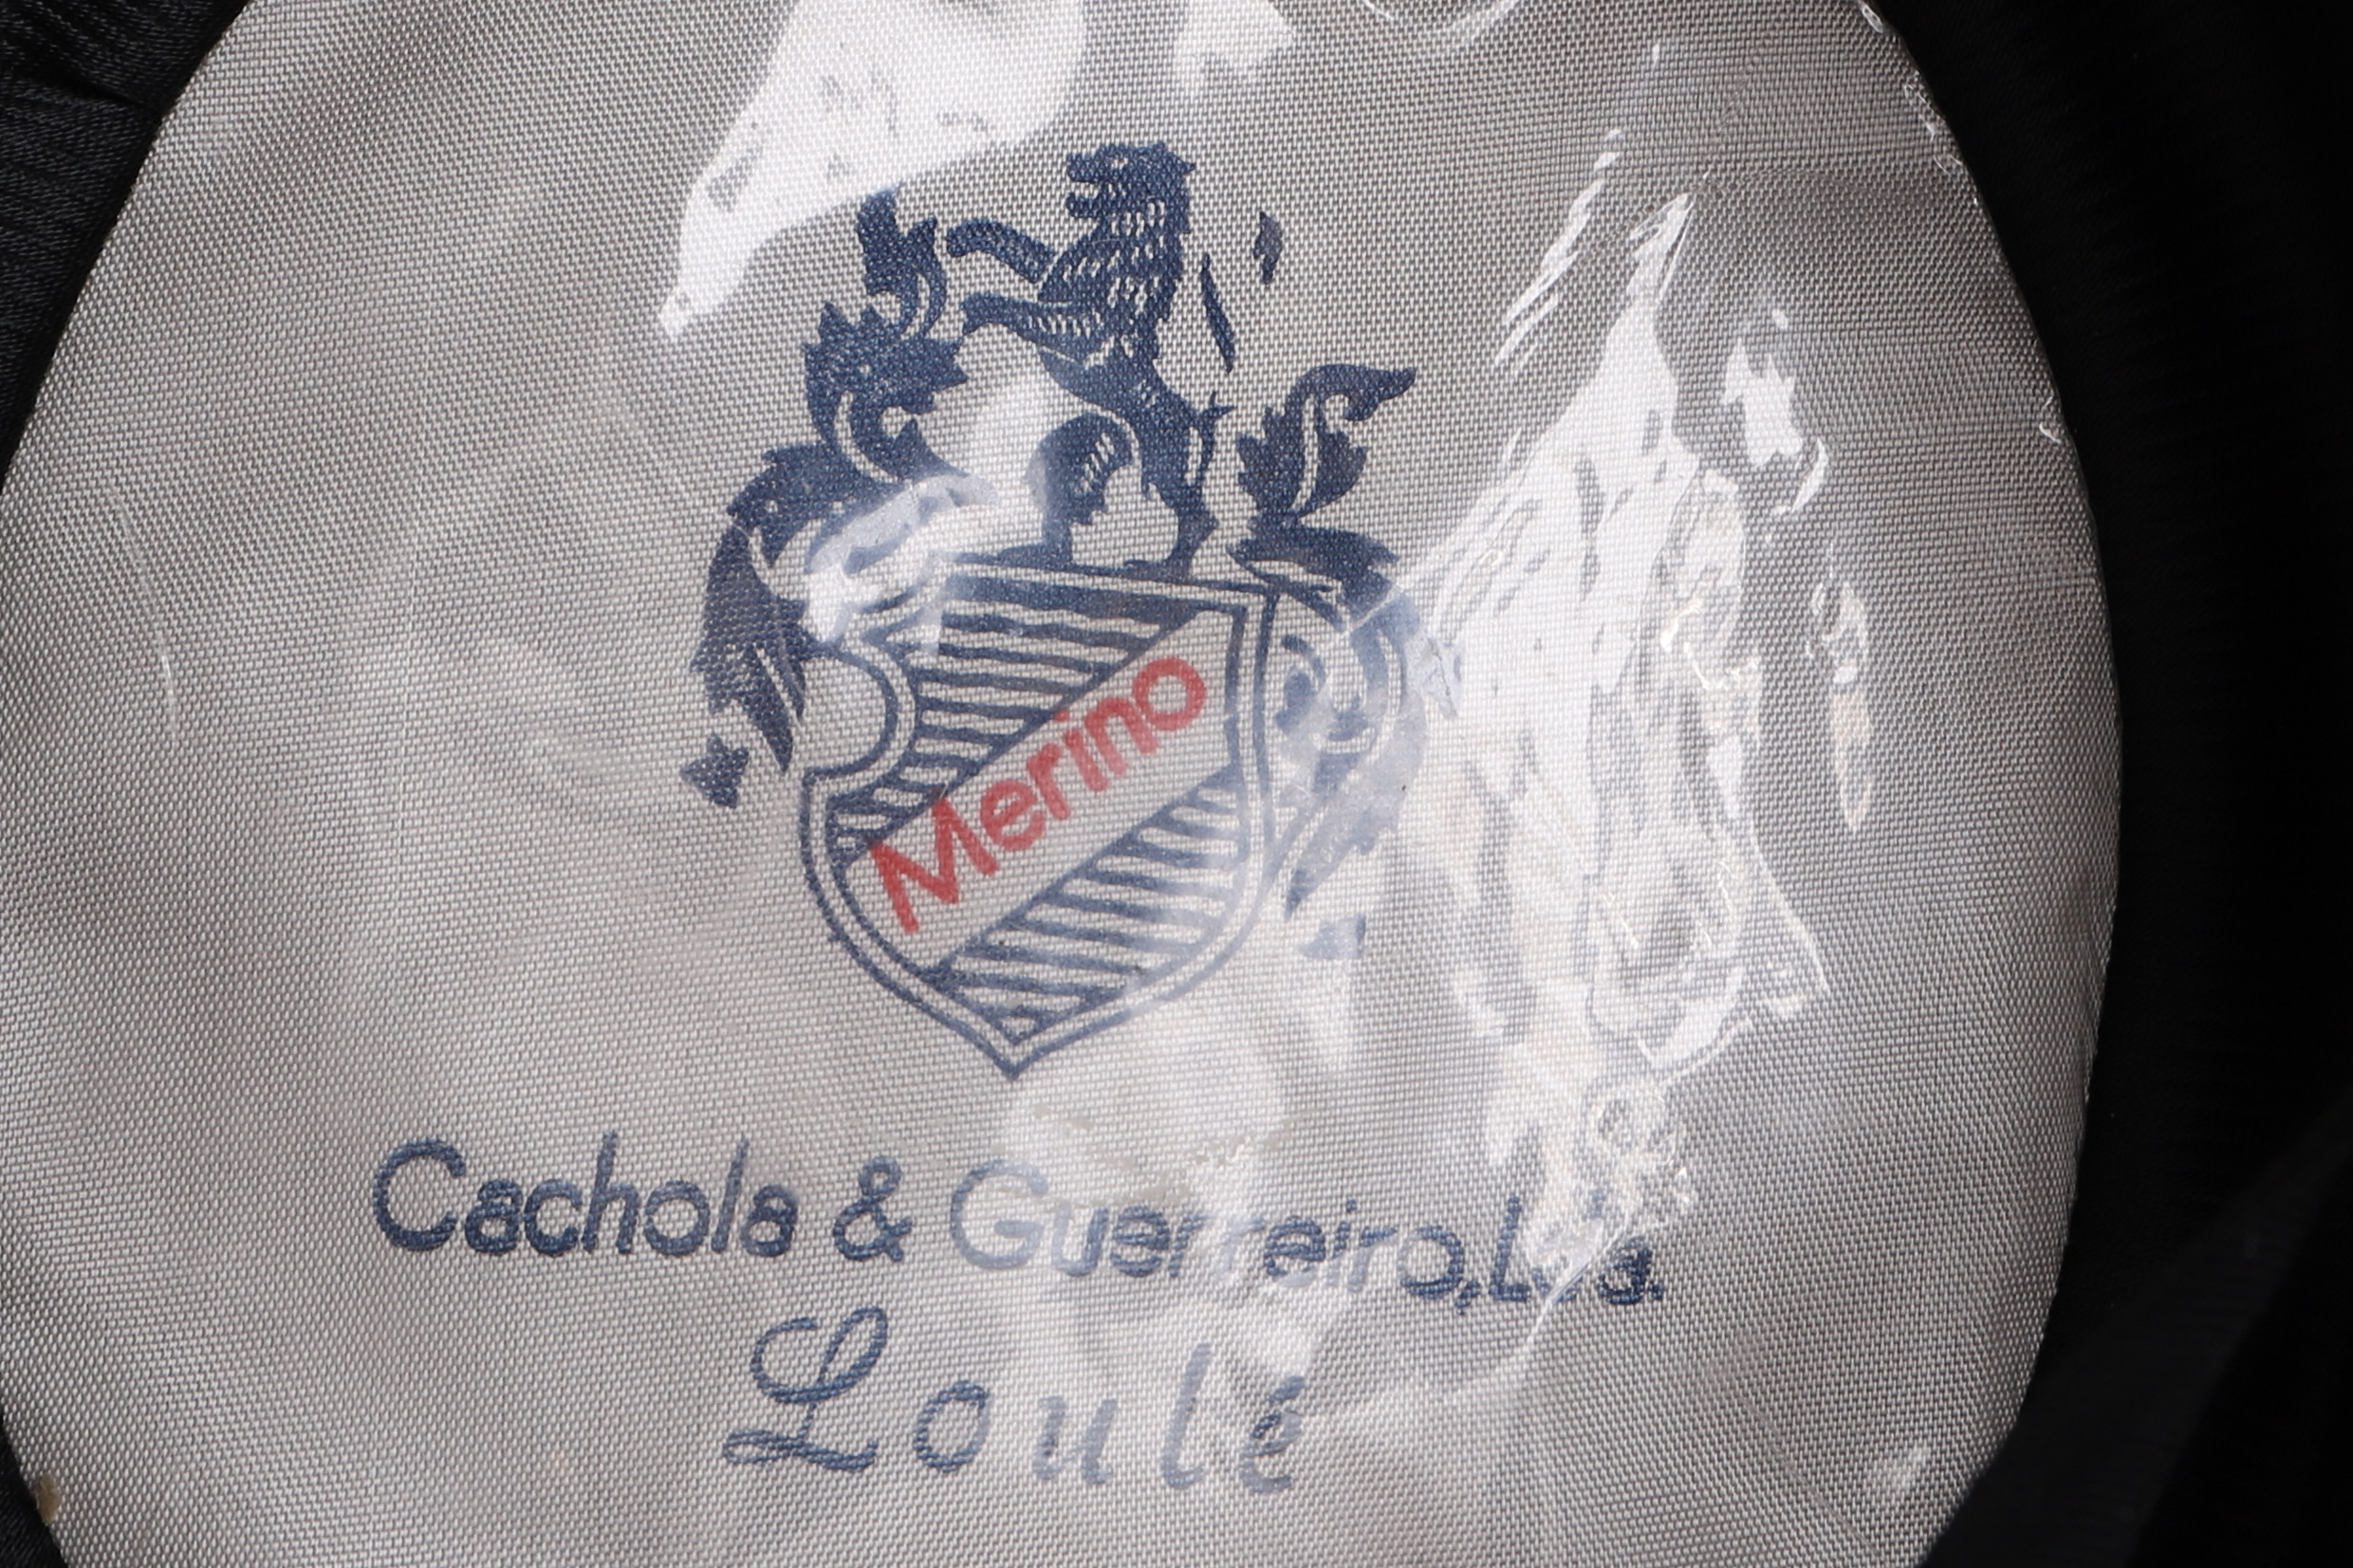 Merino
Cachola & Guerreiro, Lda.
Loulé